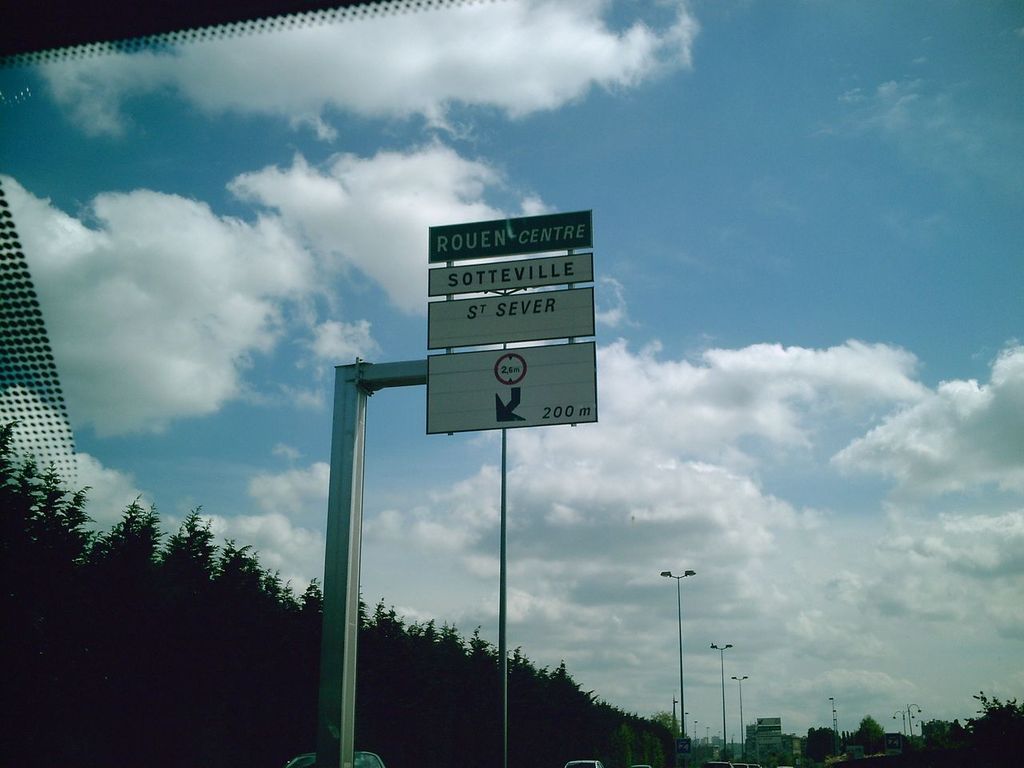 ROUEN-CENTRE
SOTTEVILLE
ST SEVER
2,6m
200 m